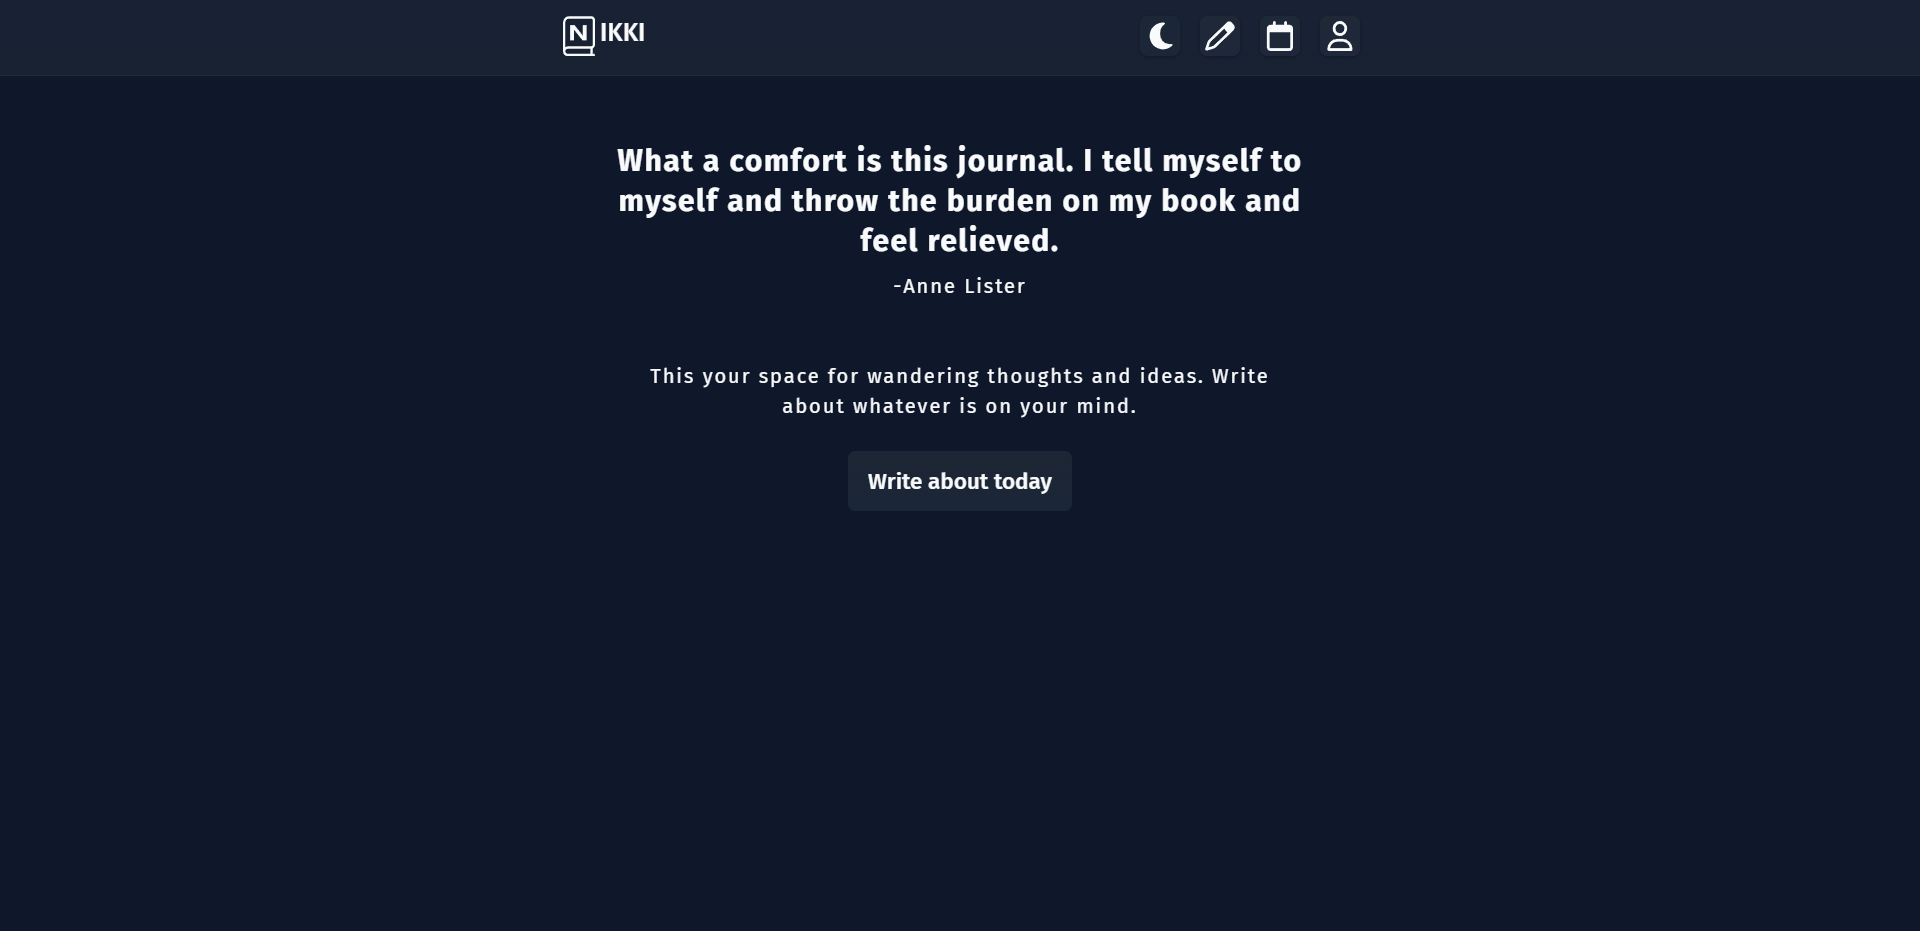 NIKKI
What a comfort is this journal. I tell myself to
myself and throw the burden on my book and
feel relieved.
-Anne Lister
This your space for wandering thoughts and ideas. Write
about whatever is on your mind.
Write about today